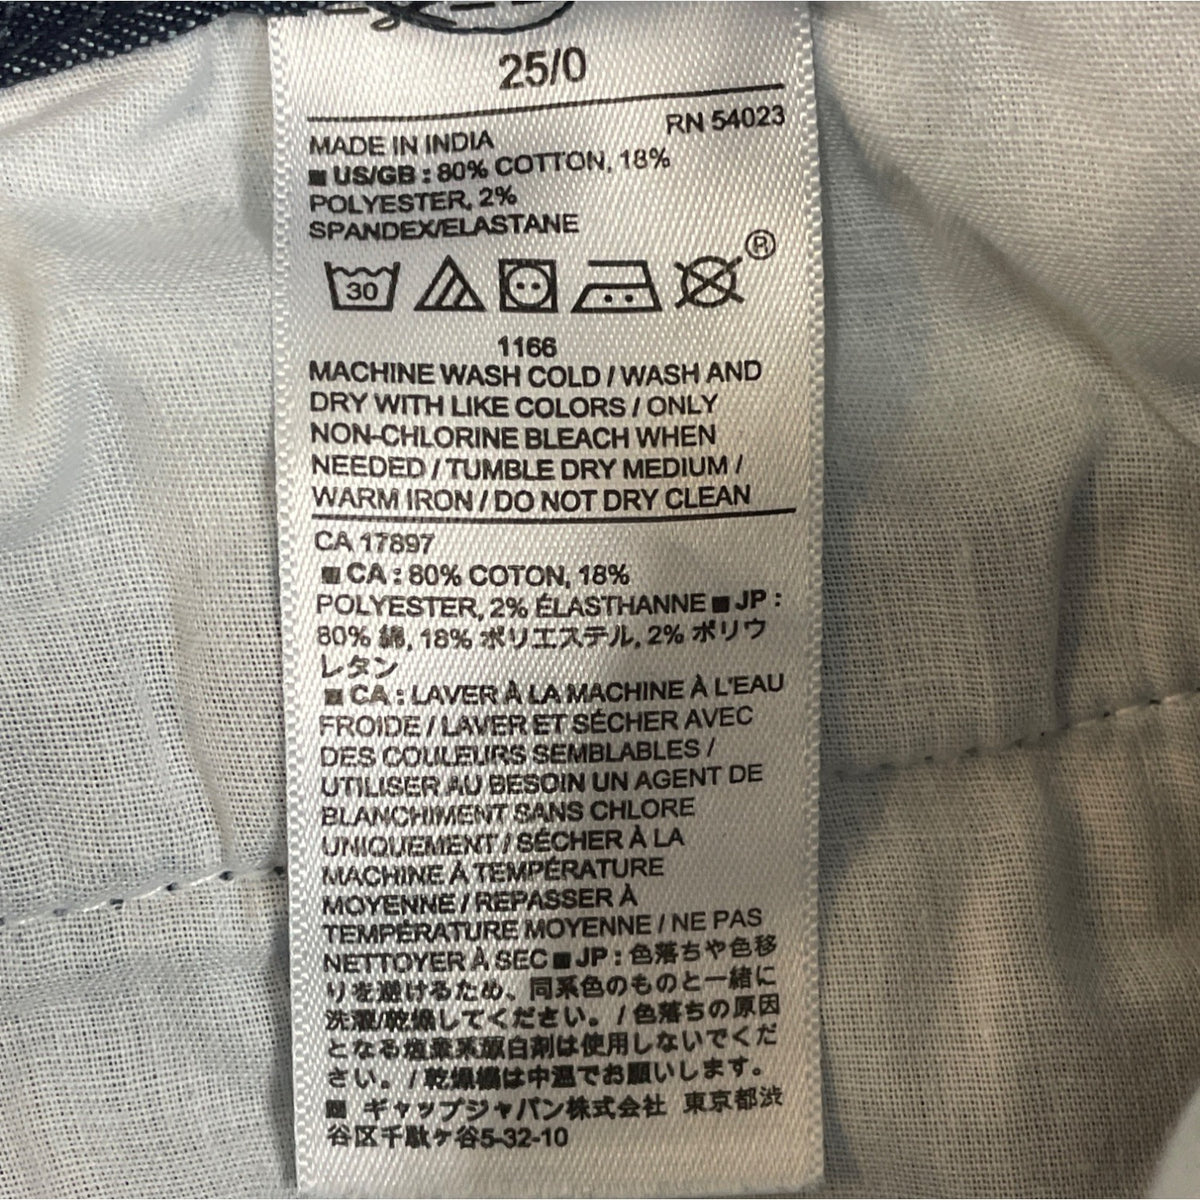 25/0
RN 54023
MADE IN INDIA
■ US/GB : 80% COTTON, 18%
POLYESTER, 2%
SPANDEX/ELASTANE
30
®
1166
MACHINE WASH COLD / WASH AND
DRY WITH LIKE COLORS / ONLY
NON-CHLORINE BLEACH WHEN
NEEDED / TUMBLE DRY MEDIUM /
WARM IRON / DO NOT DRY CLEAN
CA 17897
■ CA : 80% COTON, 18%
POLYESTER, 2% ÉLASTHANNE ■ JP :
80% 綿, 18% ポリエステル, 2% ポリウ
レタン
■ CA : LAVER À LA MACHINE À L'EAU
FROIDE / LAVER ET SÉCHER AVEC
DES COULEURS SEMBLABLES /
UTILISER AU BESOIN UN AGENT DE
BLANCHIMENT SANS CHLORE
UNIQUEMENT / SÉCHER À LA
MACHINE À TEMPÉRATURE
MOYENNE / REPASSER À
TEMPÉRATURE MOYENNE / NE PAS
NETTOYER À SEC ■ JP : 色落ちや色移
りを避けるため、同系色のものと一緒に
洗濯/乾燥してください。/ 色落ちの原因
となる塩素系漂白剤は使用しないでくだ
さい。/ 乾燥機は中温でお願いします。
■ ギャップジャパン株式会社 東京都渋
谷区千駄ヶ谷5-32-10